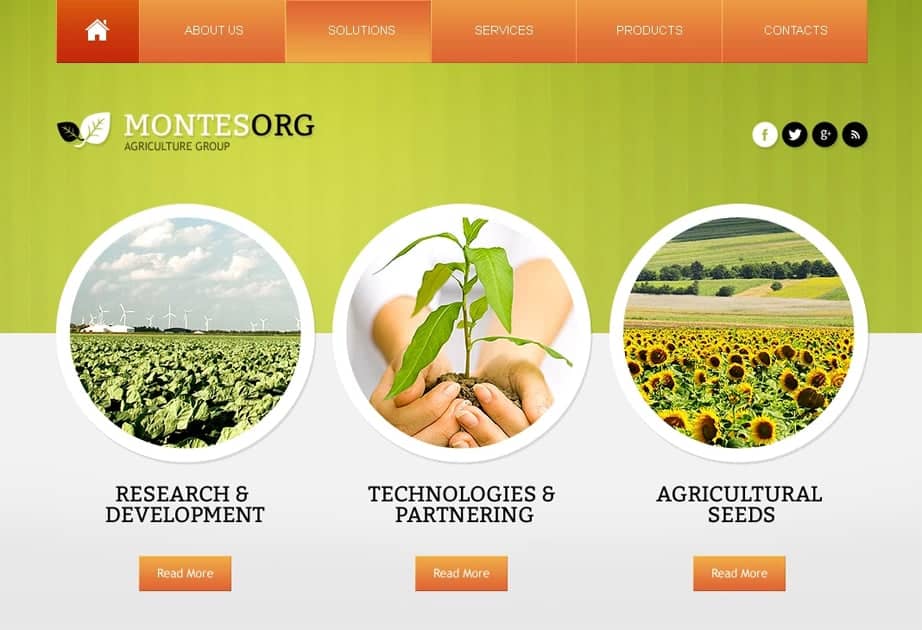 ABOUT US
SOLUTIONS
SERVICES
PRODUCTS
CONTACTS
MONTESORG
AGRICULTURE GROUP
f
g+
RESEARCH &
DEVELOPMENT
TECHNOLOGIES &
PARTNERING
AGRICULTURAL
SEEDS
Read More
Read More
Read More